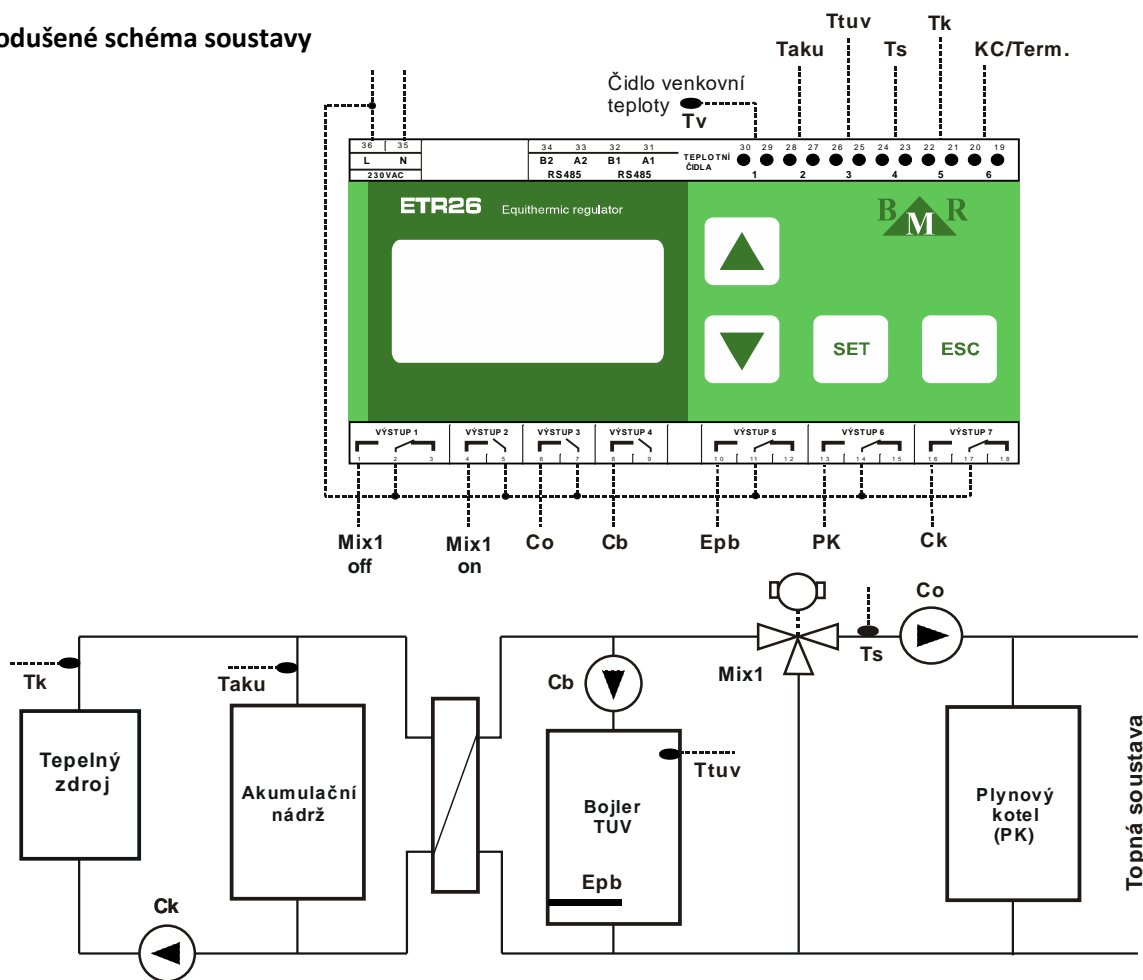 odušené schéma soustavy
Ttuv Tk
Taku Ts KC/Term.
Čidlo venkovní
teploty
Tv
36 35 34 33 32 31 30 29 28 27 26 25 24 23 22 21 20 19
L N B2 A2 B1 A1 TEPLOTNÍ
ČIDLA
230VAC RS485 RS485 1 2 3 4 5 6
ETR26 Equithermic regulator
B M R
SET ESC
VÝSTUP 1 VÝSTUP 2 VÝSTUP 3 VÝSTUP 4 VÝSTUP 5 VÝSTUP 6 VÝSTUP 7
1 2 3 4 5 6 7 8 9 10 11 12 13 14 15 16 17 18
Mix1
off
Mix1
on
Co
Cb
Epb
PK
Ck
Co
Tk
Taku
Cb
Mix1
Ts
Ttuv
Tepelný
zdroj
Akumulační
nádrž
Bojler
TUV
Epb
Plynový
kotel
(PK)
Topná soustava
Ck